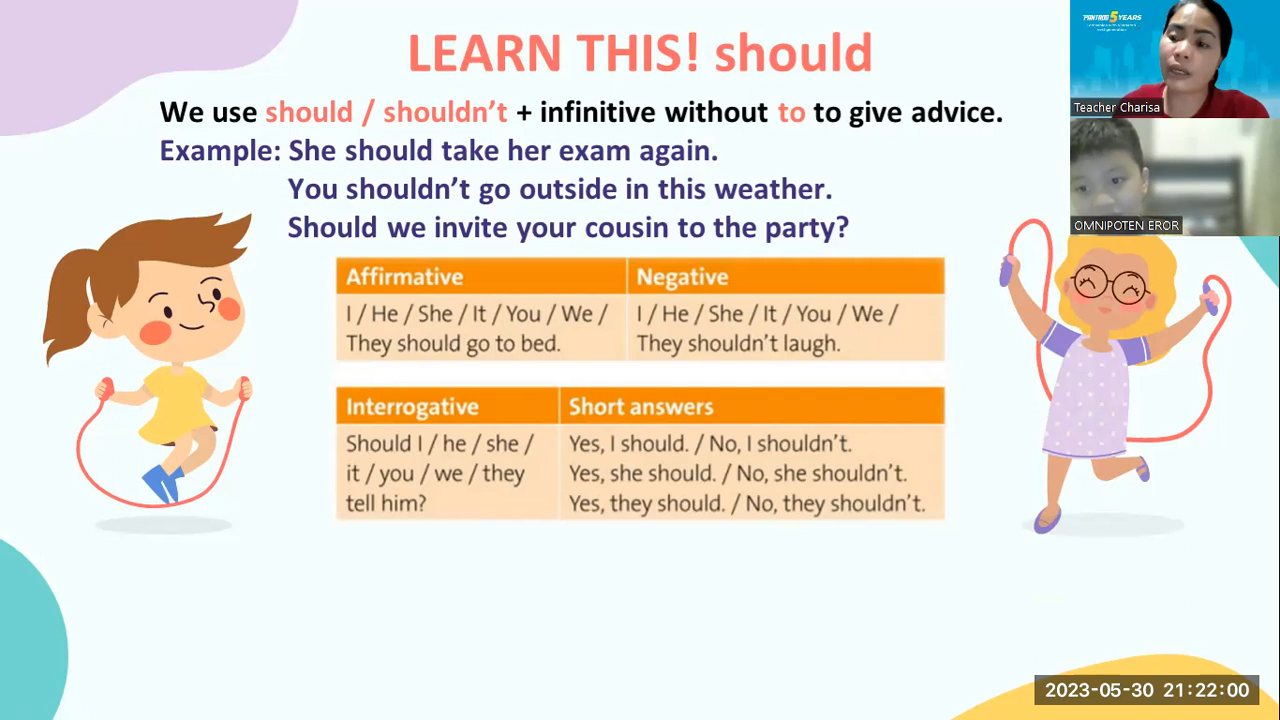 LEARN THIS! should
We use should / shouldn't + infinitive without to to give advice.
Example: She should take her exam again.
You shouldn't go outside in this weather.
Should we invite your cousin to the party?
Affirmative
Negative
I / He / She / It / You / We /
They should go to bed.
I / He / She / It / You / We /
They shouldn't laugh.
Interrogative
Short answers
Should I / he / she /
it / you / we / they
tell him?
Yes, I should. / No, I shouldn't.
Yes, she should. / No, she shouldn't.
Yes, they should. / No, they shouldn't.
5 YEARS
Teacher Charisa
OMNIPOTEN EROR
2023-05-30 21:22:00